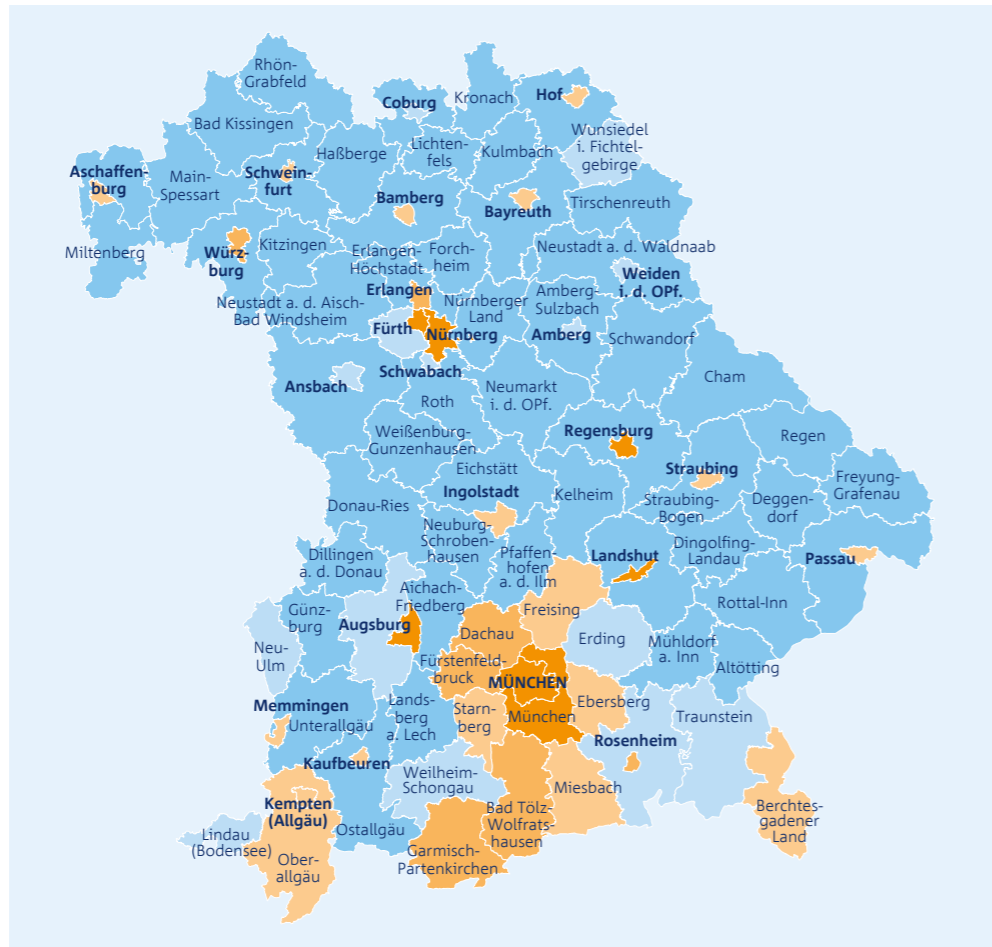 Rhön-
Grabfeld
Coburg
Kronach
Hof
Bad Kissingen
Wunsiedel
i. Fichtel-
gebirge
Lichten-
fels
Kulmbach
Haßberge
Aschaffen-
burg
Main-
Spessart
Schwein-
furt
Bamberg
Bayreuth
Tirschenreuth
Miltenberg
Würz-
burg
Kitzingen
Erlangen-
Höchstadt
Forch-
heim
Neustadt a. d. Waldnaab
Weiden
i. d. OPf.
Erlangen
Neustadt a. d. Aisch-
Bad Windsheim
Nürnberger
Land
Amberg-
Sulzbach
Fürth
Nürnberg
Amberg
Schwandorf
Ansbach
Schwabach
Roth
Neumarkt
i. d. OPf.
Cham
Weißenburg-
Gunzenhausen
Regensburg
Regen
Eichstätt
Ingolstadt
Kelheim
Straubing
Straubing-
Bogen
Deggen-
dorf
Freyung-
Grafenau
Donau-Ries
Neuburg-
Schroben-
hausen
Pfaffen-
hofen
a. d. Ilm
Landshut
Dingolfing-
Landau
Passau
Dillingen
a. d. Donau
Aichach-
Friedberg
Rottal-Inn
Günz-
burg
Augsburg
Freising
Dachau
Erding
Mühldorf
a. Inn
Altötting
Neu-
Ulm
Fürstenfeld-
bruck
MÜNCHEN
München
Ebersberg
Memmingen
Unterallgäu
Lands-
berg
a. Lech
Starn-
berg
Traunstein
Rosenheim
Kaufbeuren
Weilheim-
Schongau
Miesbach
Kempten
(Allgäu)
Bad Tölz-
Wolfrats-
hausen
Berchtes-
gadener
Land
Lindau
(Bodensee)
Ostallgäu
Ober-
allgäu
Garmisch-
Partenkirchen